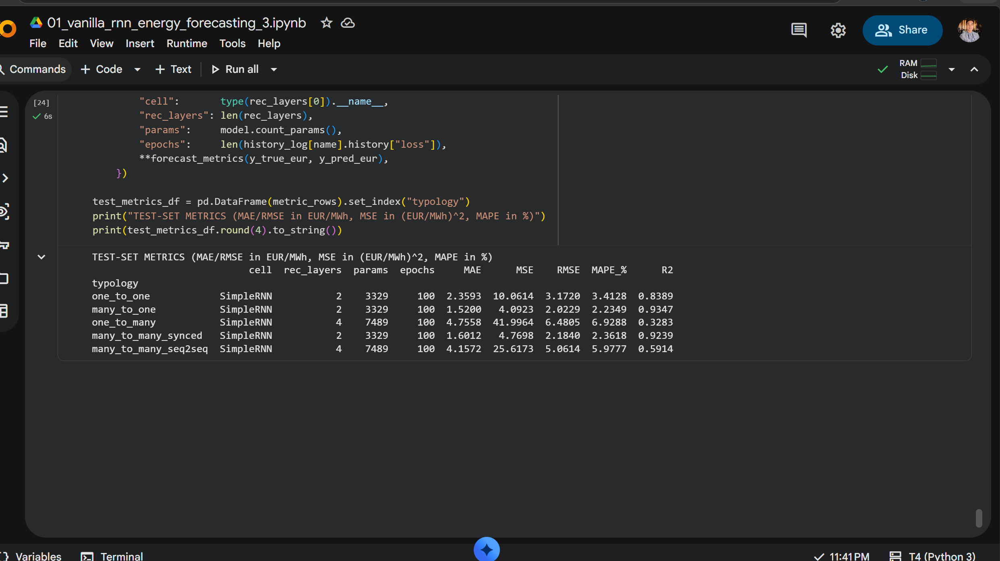 01_vanilla_rnn_energy_forecasting_3.ipynb
File Edit View Insert Runtime Tools Help
Share
Commands + Code + Text Run all
RAM
Disk
[24]
6s
"cell":       type(rec_layers[0]).__name__,
"rec_layers": len(rec_layers),
"params":     model.count_params(),
"epochs":     len(history_log[name].history["loss"]),
**forecast_metrics(y_true_eur, y_pred_eur),
})
test_metrics_df = pd.DataFrame(metric_rows).set_index("typology")
print("TEST-SET METRICS (MAE/RMSE in EUR/MWh, MSE in (EUR/MWh)^2, MAPE in %)")
print(test_metrics_df.round(4).to_string())
TEST-SET METRICS (MAE/RMSE in EUR/MWh, MSE in (EUR/MWh)^2, MAPE in %)
cell rec_layers params epochs MAE MSE RMSE MAPE_% R2
typology
one_to_one SimpleRNN 2 3329 100 2.3593 10.0614 3.1720 3.4128 0.8389
many_to_one SimpleRNN 2 3329 100 1.5200 4.0923 2.0229 2.2349 0.9347
one_to_many SimpleRNN 4 7489 100 4.7558 41.9964 6.4805 6.9288 0.3283
many_to_many_synced SimpleRNN 2 3329 100 1.6012 4.7698 2.1840 2.3618 0.9239
many_to_many_seq2seq SimpleRNN 4 7489 100 4.1572 25.6173 5.0614 5.9777 0.5914
Variables Terminal 11:41 PM T4 (Python 3)